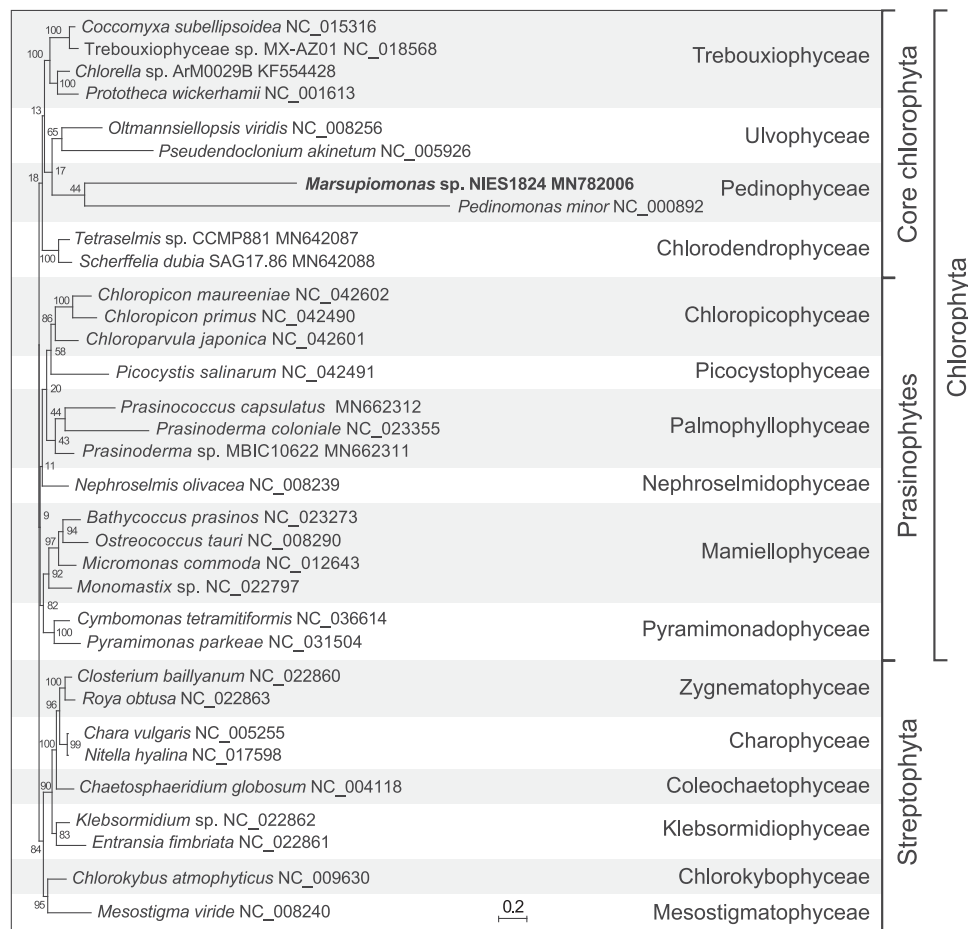 Coccomyxa subellipsoidea NC_015316
Trebouxiophyceae sp. MX-AZ01 NC_018568
Chlorella sp. ArM0029B KF554428
Prototheca wickerhamii NC_001613
Trebouxiophyceae
Oltmannsiellopsis viridis NC_008256
Pseudendoclonium akinetum NC_005926
Ulvophyceae
Marsupiomonas sp. NIES1824 MN782006
Pedinomonas minor NC_000892
Pedinophyceae
Tetraselmis sp. CCMP881 MN642087
Scherffelia dubia SAG17.86 MN642088
Chlorodendrophyceae
Core chlorophyta
Chloropicon maureeniae NC_042602
Chloropicon primus NC_042490
Chloroparvula japonica NC_042601
Chloropicophyceae
Picocystis salinarum NC_042491
Picocystophyceae
Prasinococcus capsulatus MN662312
Prasinoderma coloniale NC_023355
Prasinoderma sp. MBIC10622 MN662311
Palmophyllophyceae
Nephroselmis olivacea NC_008239
Nephroselmidophyceae
Bathycoccus prasinos NC_023273
Ostreococcus tauri NC_008290
Micromonas commoda NC_012643
Monomastix sp. NC_022797
Mamiellophyceae
Cymbomonas tetramitiformis NC_036614
Pyramimonas parkeae NC_031504
Pyramimonadophyceae
Prasinophytes
Chlorophyta
Closterium baillyanum NC_022860
Roya obtusa NC_022863
Zygnematophyceae
Chara vulgaris NC_005255
Nitella hyalina NC_017598
Charophyceae
Chaetosphaeridium globosum NC_004118
Coleochaetophyceae
Klebsormidium sp. NC_022862
Entransia fimbriata NC_022861
Klebsormidiophyceae
Chlorokybus atmophyticus NC_009630
Chlorokybophyceae
Mesostigma viride NC_008240
Mesostigmatophyceae
Streptophyta
100
100
100
13
65
17
18
44
100
100
86
58
20
44
43
11
9
94
97
92
82
100
100
96
99
100
90
83
84
95
0.2